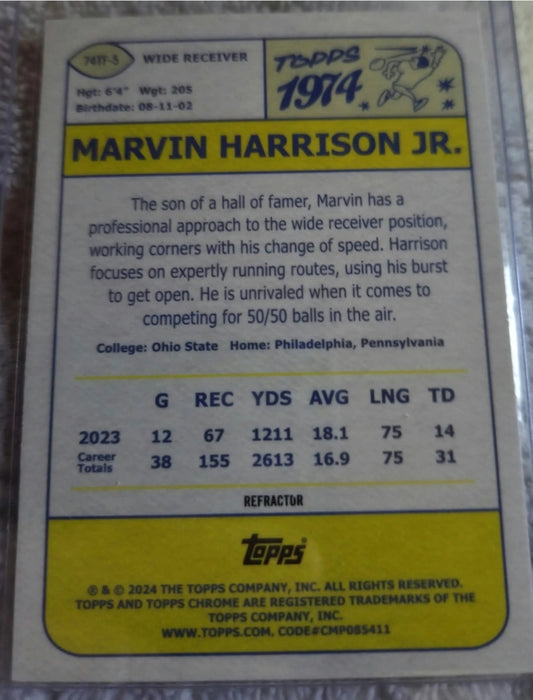 74TF-5
WIDE RECEIVER
Hgt: 6'4" Wgt: 205
Birthdate: 08-11-02
TOPPS
1974
MARVIN HARRISON JR.
The son of a hall of famer, Marvin has a
professional approach to the wide receiver position,
working corners with his change of speed. Harrison
focuses on expertly running routes, using his burst
to get open. He is unrivaled when it comes to
competing for 50/50 balls in the air.
College: Ohio State Home: Philadelphia, Pennsylvania
G REC YDS AVG LNG TD
2023 12 67 1211 18.1 75 14
Career
Totals 38 155 2613 16.9 75 31
REFRACTOR
Topps
® & © 2024 THE TOPPS COMPANY, INC. ALL RIGHTS RESERVED.
TOPPS AND TOPPS CHROME ARE REGISTERED TRADEMARKS OF THE
TOPPS COMPANY, INC.
WWW.TOPPS.COM. CODE#CMP085411